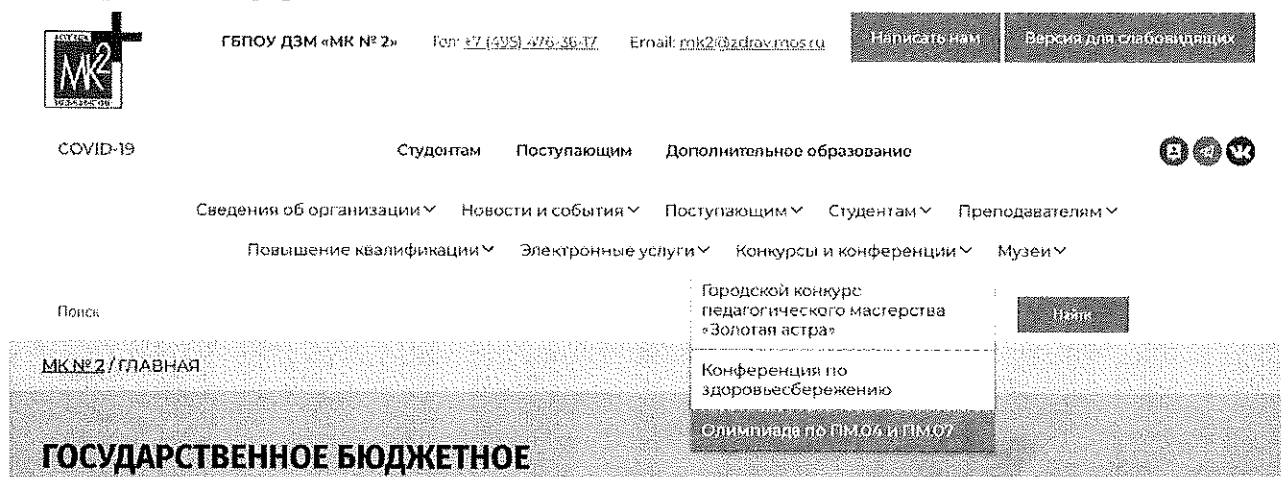 МК2
ГБПОУ ДЗМ «МК № 2»
Тел: +7 (495) 476-36-17
Email: mk2@zdrav.mos.ru
Написать нам
Версия для слабовидящих
COVID-19
Студентам
Поступающим
Дополнительное образование
Сведения об организации
Новости и события
Поступающим
Студентам
Преподавателям
Повышение квалификации
Электронные услуги
Конкурсы и конференции
Музеи
Поиск
Городской конкурс
педагогического мастерства
«Золотая астра»
Найти
МК № 2 / ГЛАВНАЯ
Конференция по
здоровьесбережению
Олимпиада по ПМ.04 и ПМ.07
ГОСУДАРСТВЕННОЕ БЮДЖЕТНОЕ